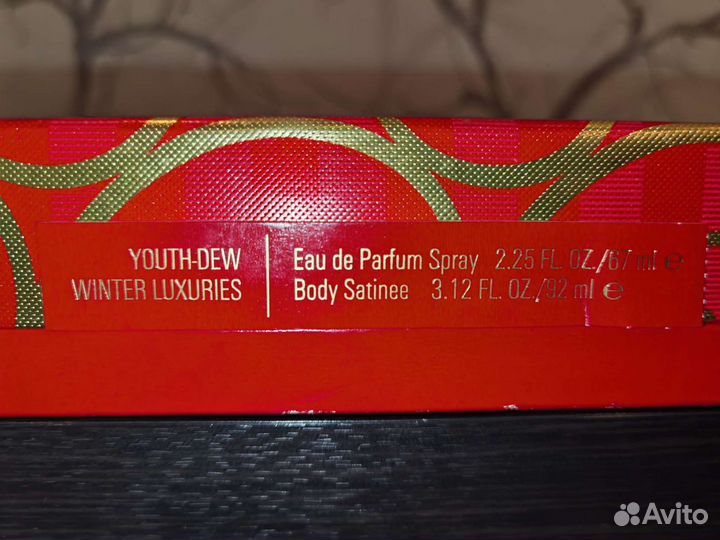 YOUTH-DEW
WINTER LUXURIES
Eau de Parfum Spray 2.25 FL. OZ./67 ml e
Body Satinee 3.12 FL. OZ./92 ml e
Avito